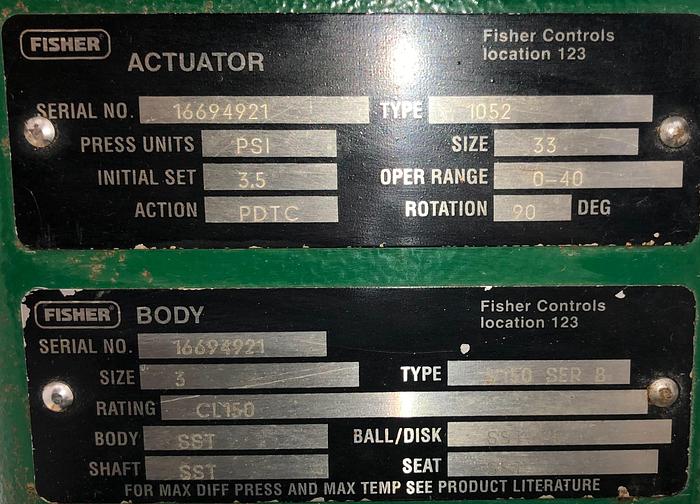 FISHER
ACTUATOR
Fisher Controls
location 123
SERIAL NO. 16694921 TYPE 1052
PRESS UNITS PSI SIZE 33
INITIAL SET 3.5 OPER RANGE 0-40
ACTION PDTC ROTATION 90 DEG
FISHER BODY
Fisher Controls
location 123
SERIAL NO. 16694921
SIZE 3 TYPE SER B
RATING CL150
BODY SST BALL/DISK
SHAFT SST SEAT
FOR MAX DIFF PRESS AND MAX TEMP SEE PRODUCT LITERATURE